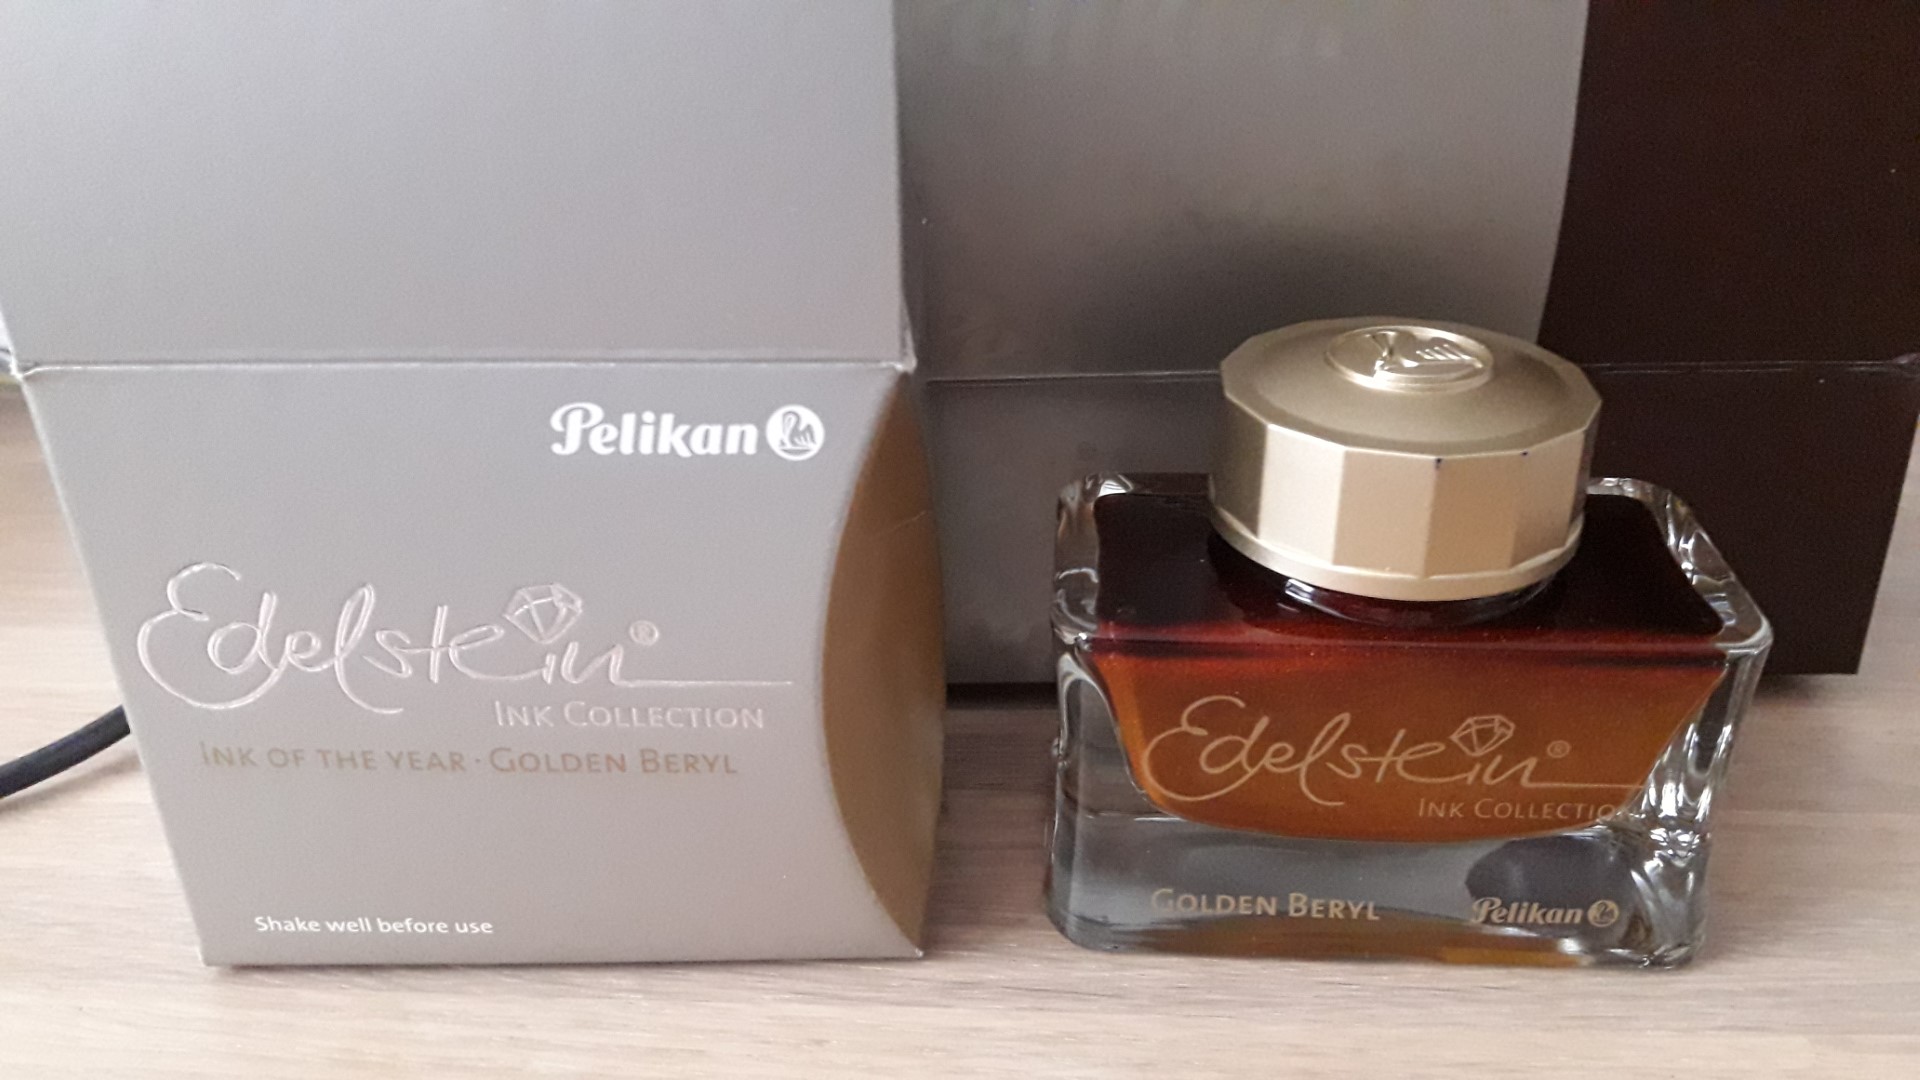 Pelikan
Edelstein®
INK COLLECTION
INK OF THE YEAR · GOLDEN BERYL
Shake well before use
Edelstein®
INK COLLECTION
GOLDEN BERYL
Pelikan